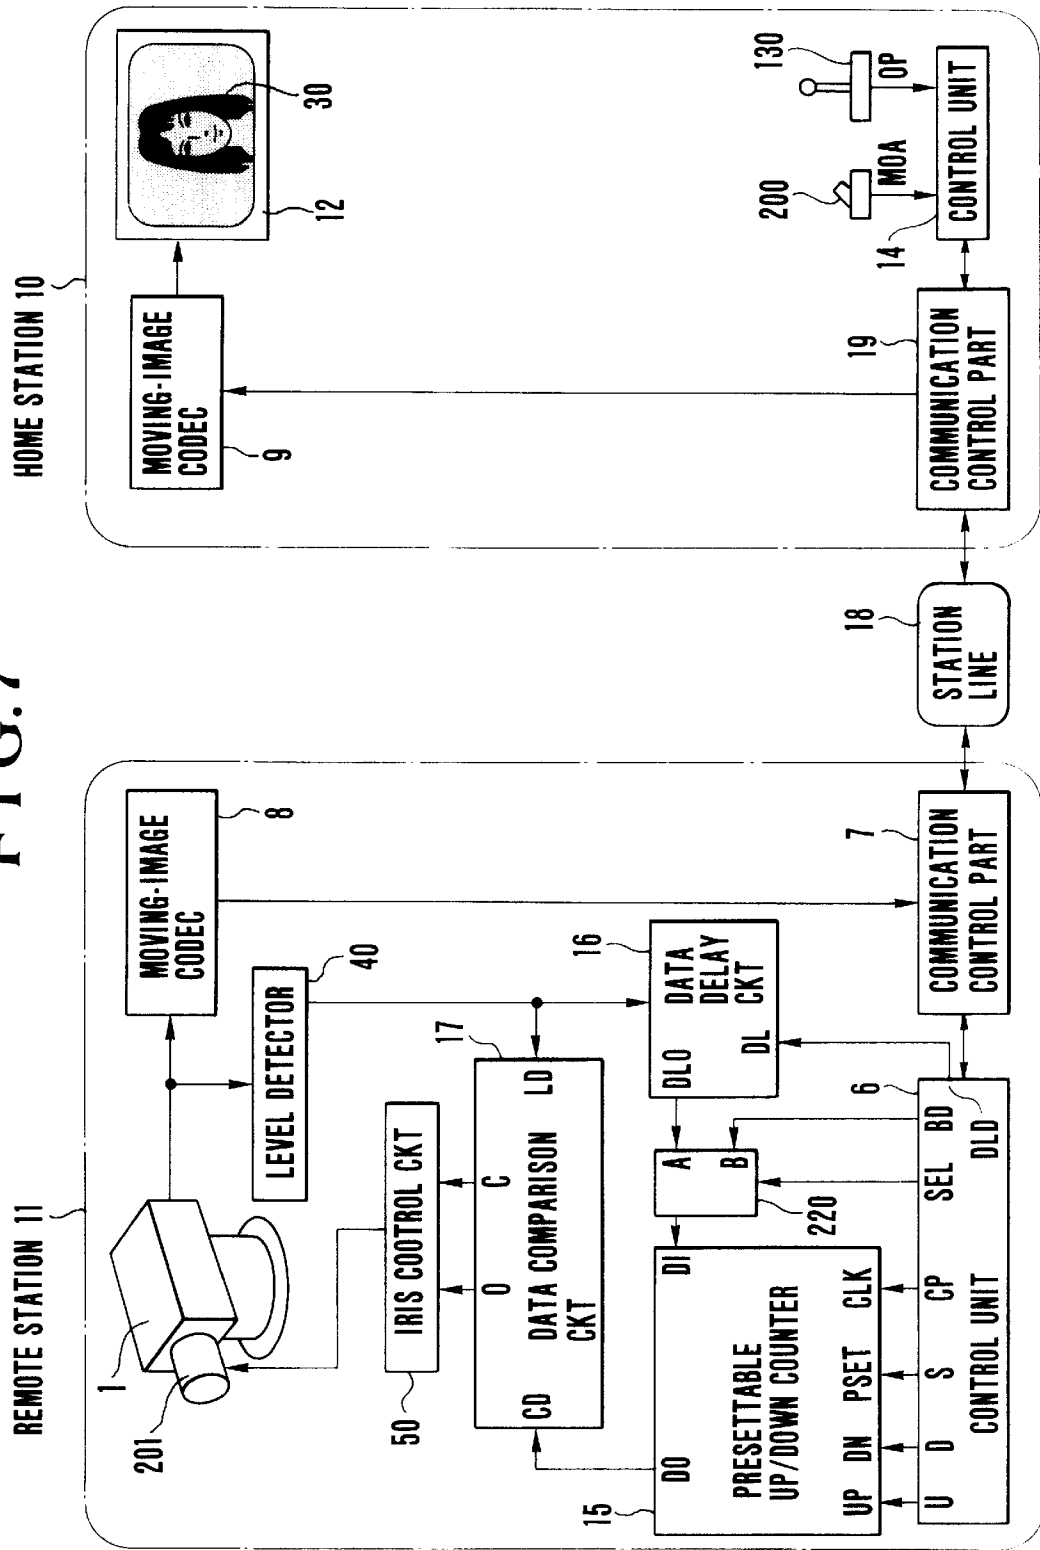 FIG. 7
REMOTE STATION 11
HOME STATION 10
1
201
MOVING-IMAGE
CODEC
8
LEVEL DETECTOR
40
IRIS COOTROL CKT
50
17
CD
O
C
LD
DATA COMPARISON
CKT
16
DATA
DELAY
CKT
DLO
DL
A
B
220
15
DO
DI
PRESETTABLE
UP/DOWN COUNTER
UP
DN
PSET
CLK
U
D
S
CP
SEL
BD
DLD
6
CONTROL UNIT
7
COMMUNICATION
CONTROL PART
18
STATION
LINE
MOVING-IMAGE
CODEC
9
12
30
19
COMMUNICATION
CONTROL PART
200
MOA
130
OP
14
CONTROL UNIT